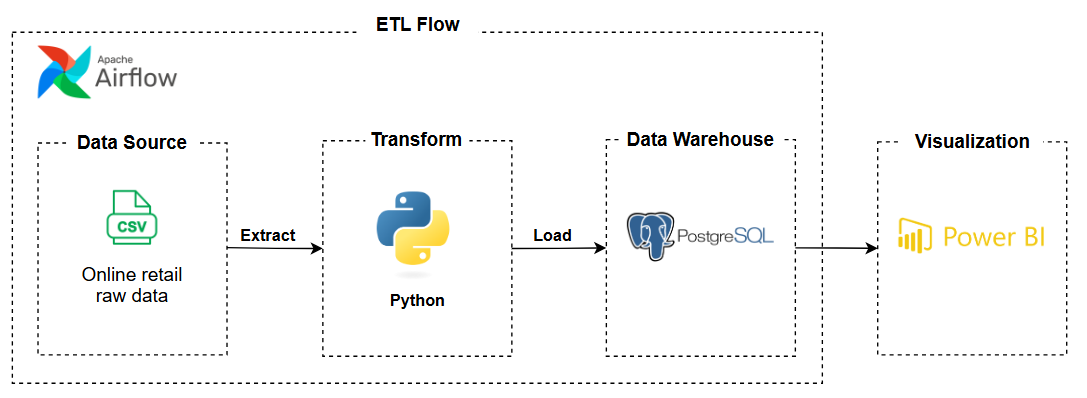 ETL Flow
Apache
Airflow
Data Source
Transform
Data Warehouse
Visualization
CSV
Extract
Load
PostgreSQL
Power BI
Online retail
raw data
Python